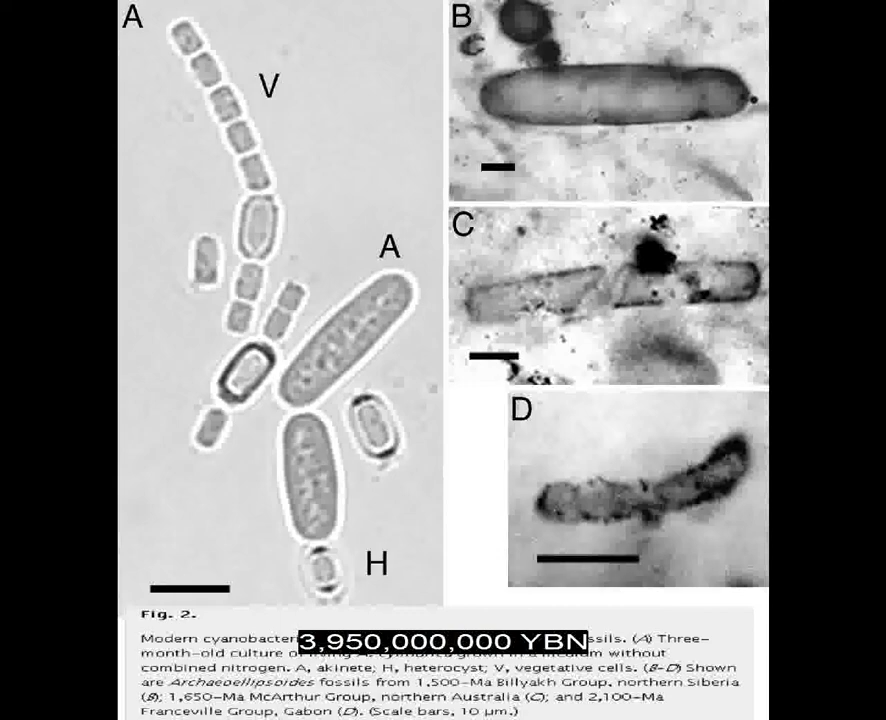 A
V
A
H
B
C
D
Fig. 2.
Modern cyanobacter
3,950,000,000 YBN
ssils. (A) Three-
month-old culture of without
combined nitrogen. A, akinete; H, heterocyst; V, vegetative cells. (B–D) Shown
are Archaeoellipsoides fossils from 1,500-Ma Billyakh Group, northern Siberia
(B); 1,650-Ma McArthur Group, northern Australia (C); and 2,100-Ma
Franceville Group, Gabon (D). (Scale bars, 10 μm.)